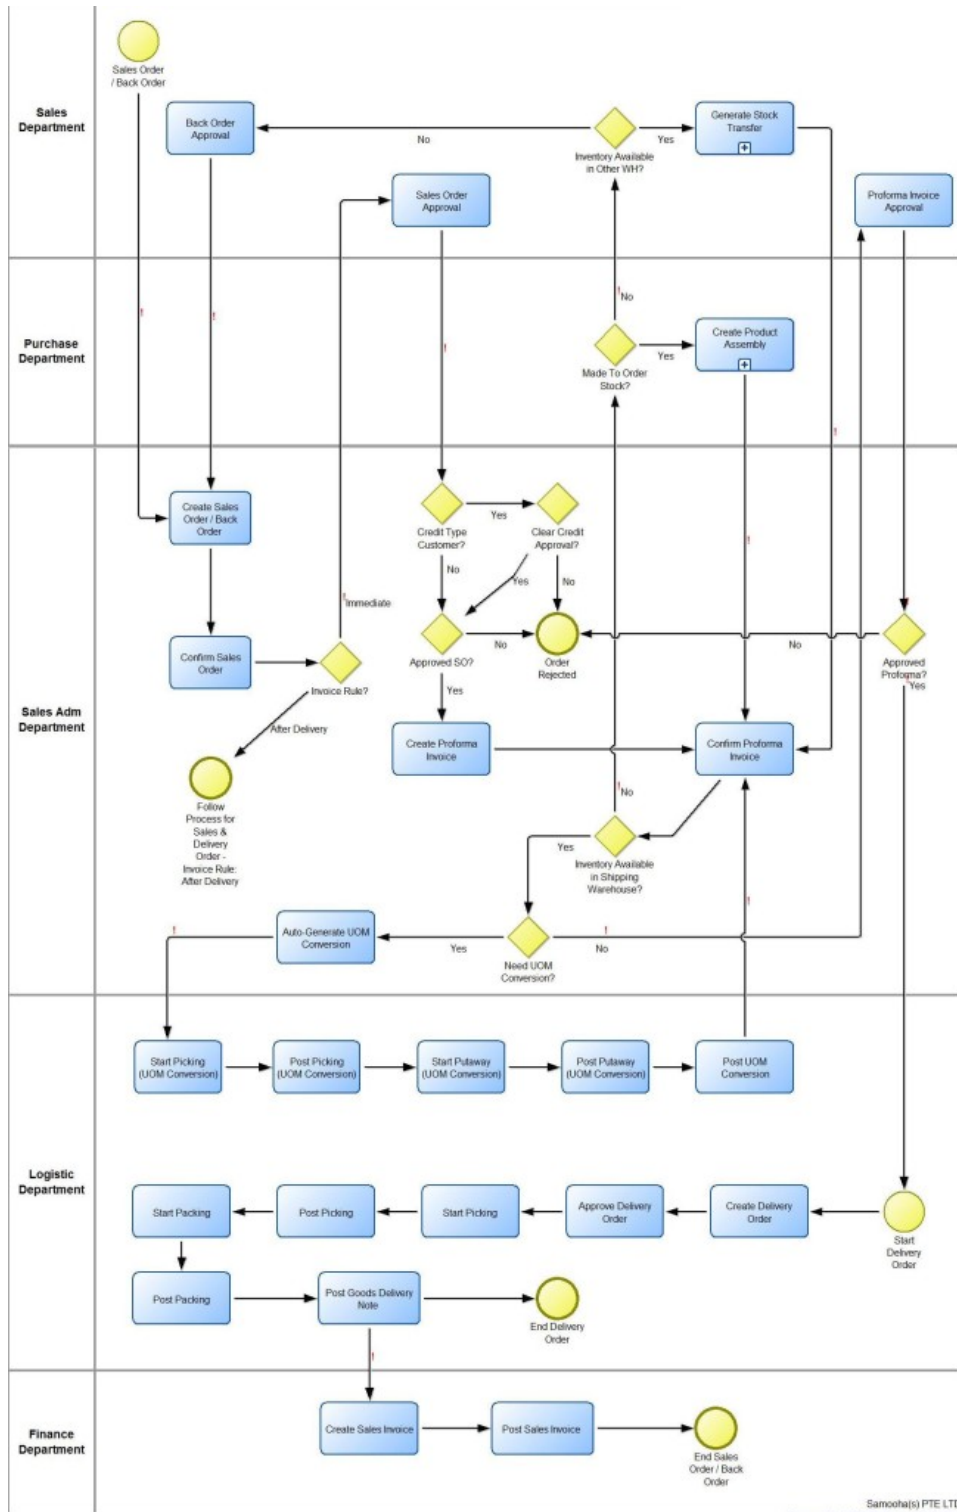 Sales Order
/ Back Order
Sales
Department
Back Order
Approval
No
Inventory Available
in Other WH?
Yes
Generate Stock
Transfer
Sales Order
Approval
Proforma Invoice
Approval
!
!
!
!No
Purchase
Department
Made To Order
Stock?
Yes
Create Product
Assembly
!
Create Sales
Order / Back
Order
Credit Type
Customer?
Yes
Clear Credit
Approval?
!
No
Yes
No
!Immediate
!
Confirm Sales
Order
Invoice Rule?
Approved SO?
No
Order
Rejected
No
Approved
Proforma?
!Yes
Yes
Sales Adm
Department
After Delivery
Create Proforma
Invoice
Confirm Proforma
Invoice
Follow
Process for
Sales &
Delivery
Order -
Invoice Rule:
After Delivery
!No
Yes
Inventory Available
in Shipping
Warehouse?
!
!
Auto-Generate UOM
Conversion
Yes
Need UOM
Conversion?
!
No
Start Picking
(UOM Conversion)
Post Picking
(UOM Conversion)
Start Putaway
(UOM Conversion)
Post Putaway
(UOM Conversion)
Post UOM
Conversion
Logistic
Department
Start Packing
Post Picking
Start Picking
Approve Delivery
Order
Create Delivery
Order
Start
Delivery
Order
Post Packing
Post Goods Delivery
Note
End Delivery
Order
!
Finance
Department
Create Sales Invoice
Post Sales Invoice
End Sales
Order / Back
Order
Samooha(s) PTE LT